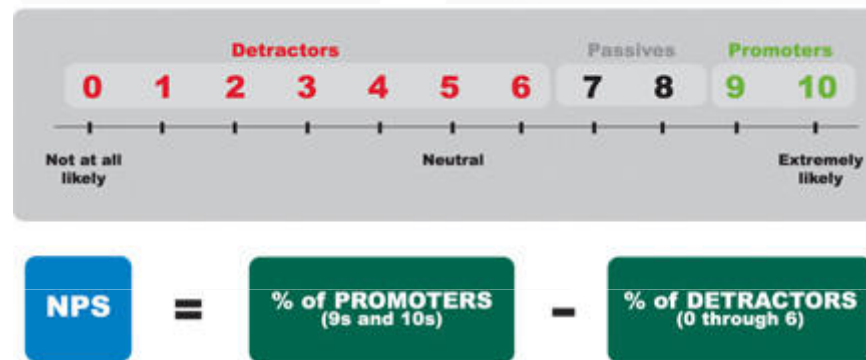 Detractors Passives Promoters
0 1 2 3 4 5 6 7 8 9 10
Not at all likely Neutral Extremely likely
NPS = % of PROMOTERS (9s and 10s) - % of DETRACTORS (0 through 6)